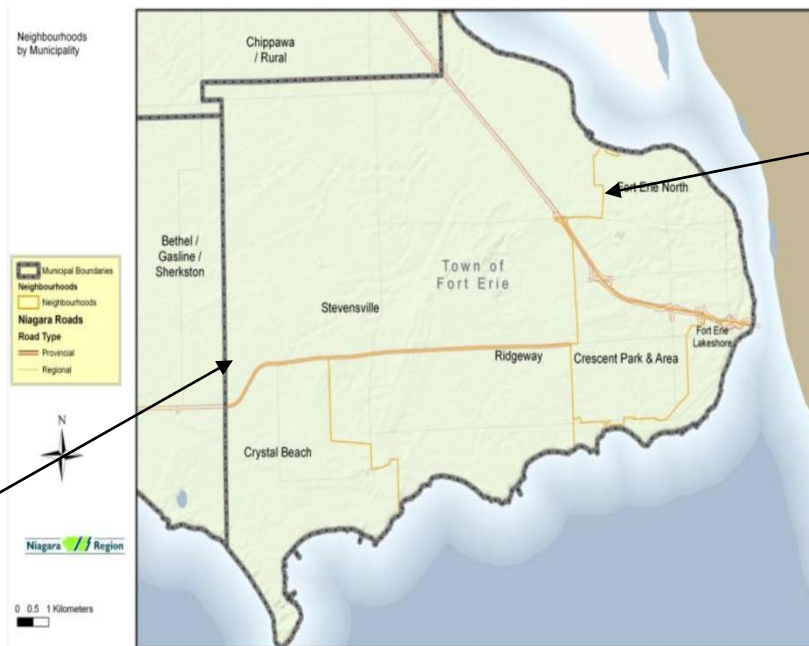 Neighbourhoods
by Municipality
Chippawa
/ Rural
Fort Erie North
Bethel /
Gasline /
Sherkston
Town of
Fort Erie
Municipal Boundaries
Neighbourhoods
Neighbourhoods
Niagara Roads
Road Type
Provincial
Regional
Stevensville
Ridgeway
Crescent Park & Area
Fort Erie
Lakeshore
N
Crystal Beach
Niagara Region
0 0.5 1 Kilometers